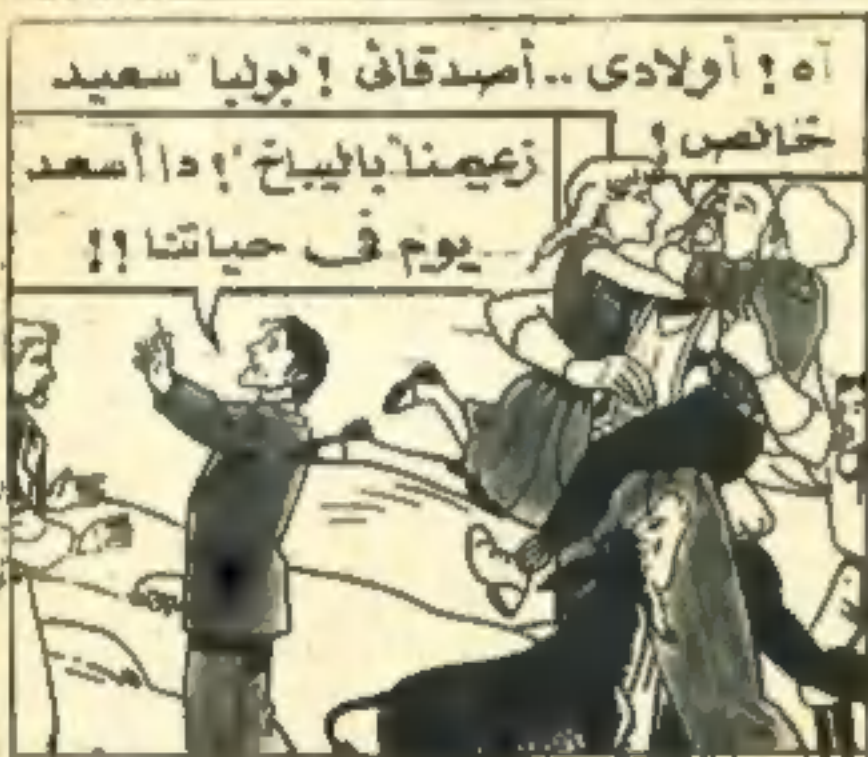 آه ! أولادى .. أصدقائى ! "بوليا" سعيد
خالص !
زعيمنا "باليباخ" ! دا أسعد
يوم فى حياتنا !!